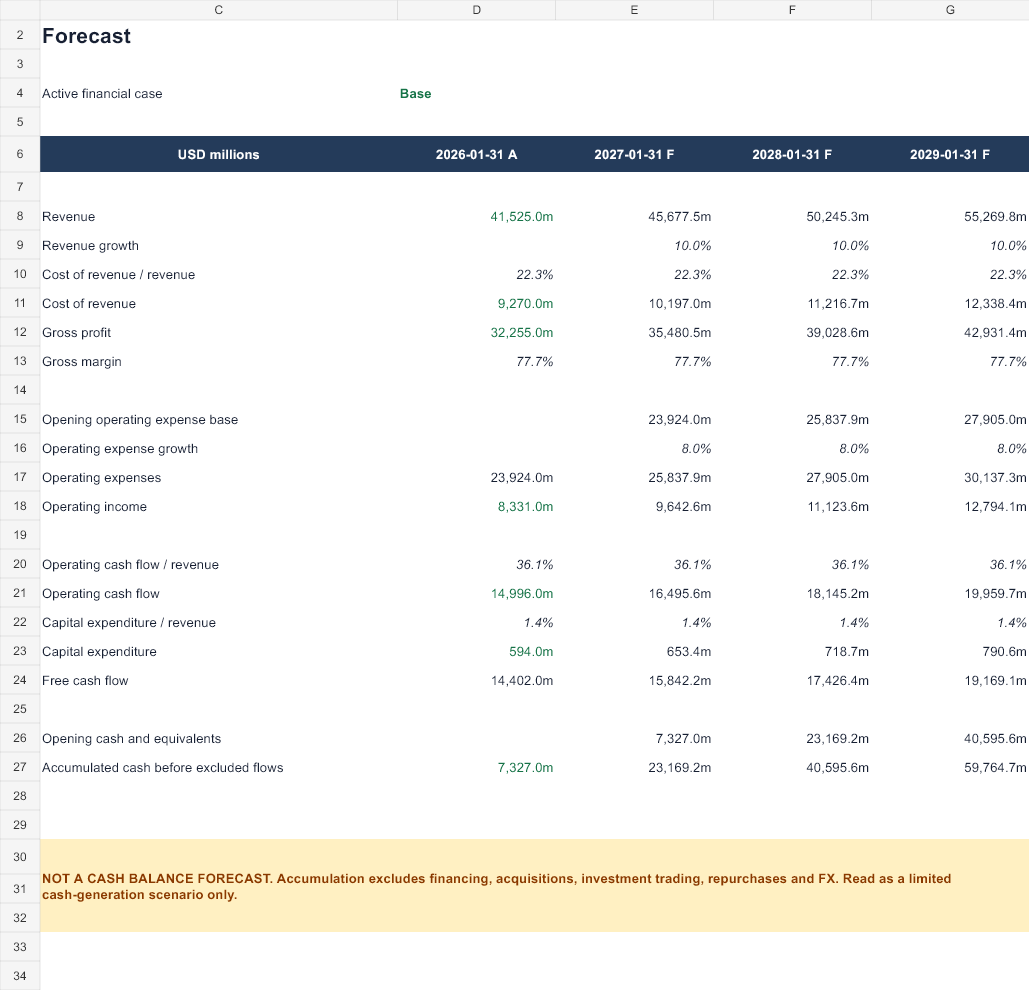 C D E F G
2 Forecast
3
4 Active financial case Base
5
6 USD millions 2026-01-31 A 2027-01-31 F 2028-01-31 F 2029-01-31 F
7
8 Revenue 41,525.0m 45,677.5m 50,245.3m 55,269.8m
9 Revenue growth 10.0% 10.0% 10.0%
10 Cost of revenue / revenue 22.3% 22.3% 22.3% 22.3%
11 Cost of revenue 9,270.0m 10,197.0m 11,216.7m 12,338.4m
12 Gross profit 32,255.0m 35,480.5m 39,028.6m 42,931.4m
13 Gross margin 77.7% 77.7% 77.7% 77.7%
14
15 Opening operating expense base 23,924.0m 25,837.9m 27,905.0m
16 Operating expense growth 8.0% 8.0% 8.0%
17 Operating expenses 23,924.0m 25,837.9m 27,905.0m 30,137.3m
18 Operating income 8,331.0m 9,642.6m 11,123.6m 12,794.1m
19
20 Operating cash flow / revenue 36.1% 36.1% 36.1% 36.1%
21 Operating cash flow 14,996.0m 16,495.6m 18,145.2m 19,959.7m
22 Capital expenditure / revenue 1.4% 1.4% 1.4% 1.4%
23 Capital expenditure 594.0m 653.4m 718.7m 790.6m
24 Free cash flow 14,402.0m 15,842.2m 17,426.4m 19,169.1m
25
26 Opening cash and equivalents 7,327.0m 23,169.2m 40,595.6m
27 Accumulated cash before excluded flows 7,327.0m 23,169.2m 40,595.6m 59,764.7m
28
29
30
31 NOT A CASH BALANCE FORECAST. Accumulation excludes financing, acquisitions, investment trading, repurchases and FX. Read as a limited
cash-generation scenario only.
32
33
34